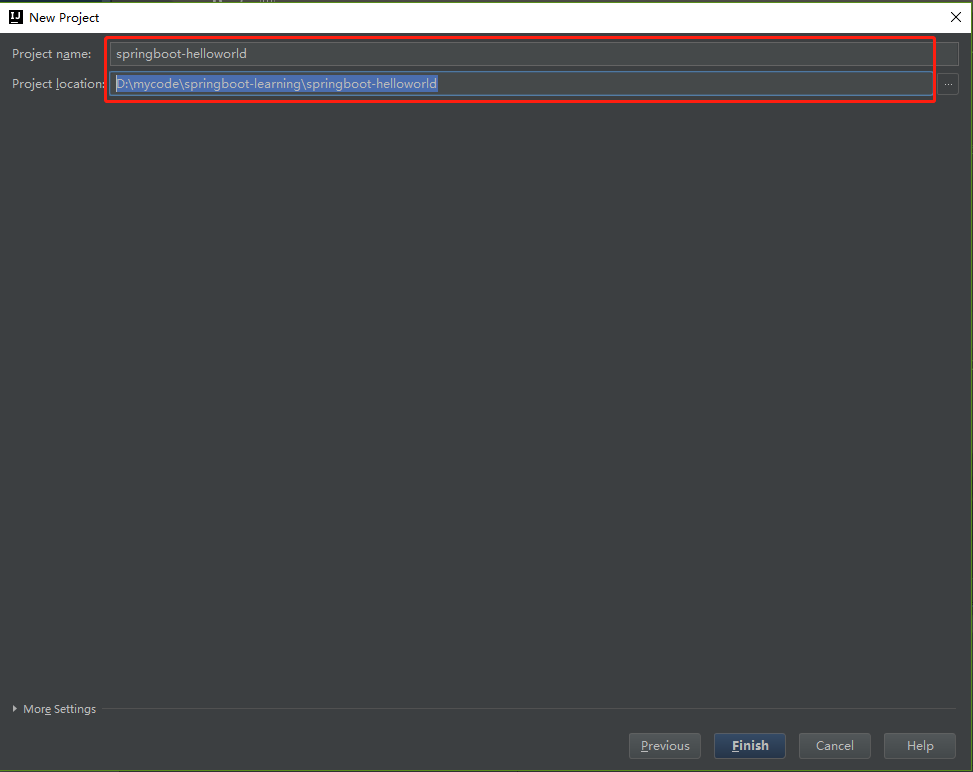 IJ New Project
Project name: springboot-helloworld
Project location: D:\mycode\springboot-learning\springboot-helloworld ...
More Settings
Previous Finish Cancel Help